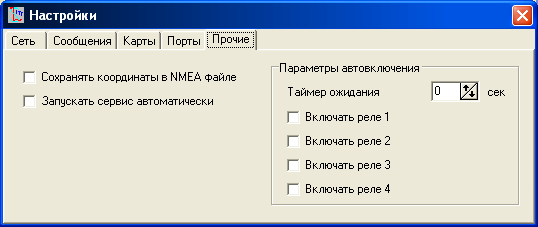 Настройки
Сеть Сообщения Карты Порты Прочие
Сохранять координаты в NMEA файле
Запускать сервис автоматически
Параметры автовключения
Таймер ожидания 0 сек
Включать реле 1
Включать реле 2
Включать реле 3
Включать реле 4